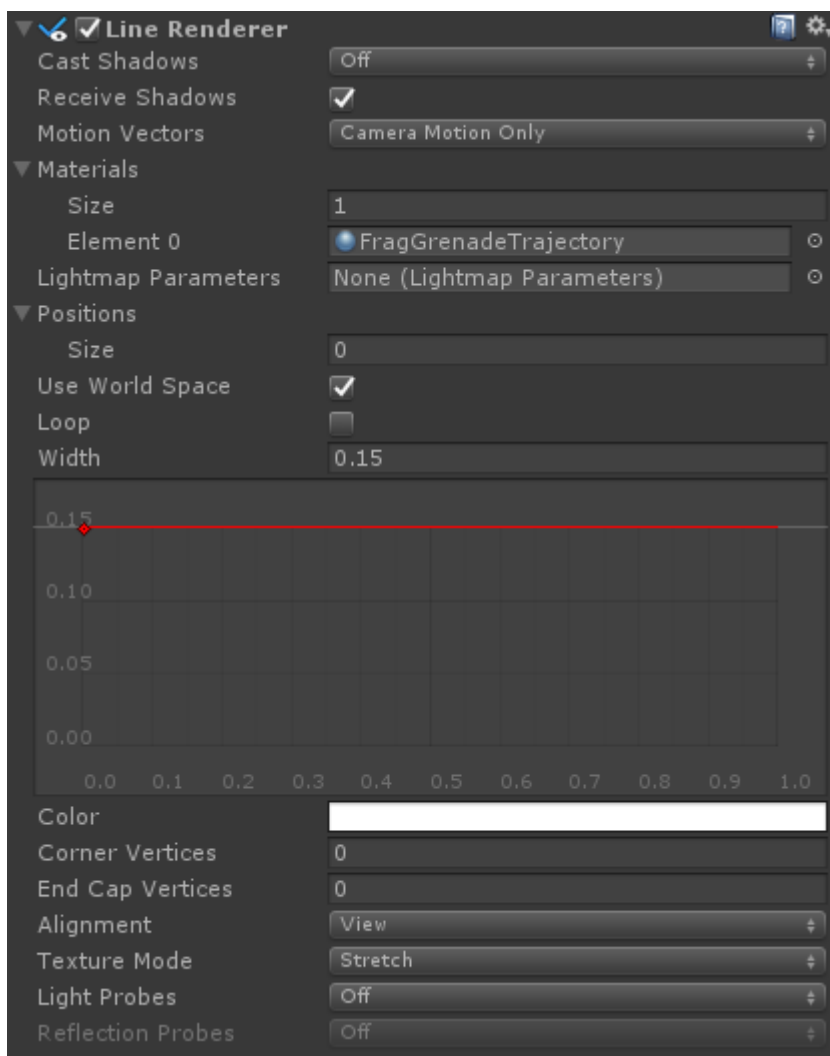 Line Renderer
Cast Shadows Off
Receive Shadows
Motion Vectors Camera Motion Only
Materials
Size 1
Element 0 FragGrenadeTrajectory
Lightmap Parameters None (Lightmap Parameters)
Positions
Size 0
Use World Space
Loop
Width 0.15
0.15
0.10
0.05
0.00
0.0 0.1 0.2 0.3 0.4 0.5 0.6 0.7 0.8 0.9 1.0
Color
Corner Vertices 0
End Cap Vertices 0
Alignment View
Texture Mode Stretch
Light Probes Off
Reflection Probes Off